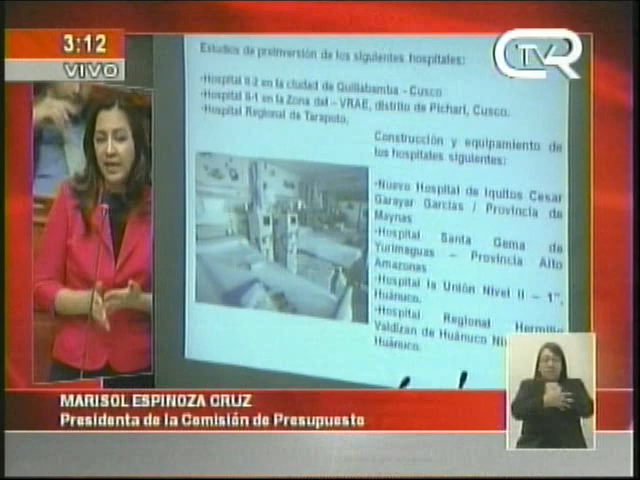 3:12
VIVO
CTVR
Estudios de preinversión de los siguientes hospitales:
•Hospital II-2 en la ciudad de Quillabamba - Cusco
•Hospital II-1 en la Zona del – VRAE, distrito de Pichari, Cusco.
•Hospital Regional de Tarapoto.
Construcción y equipamiento de
los hospitales siguientes:
•Nuevo Hospital de Iquitos Cesar
Garayar Garcías / Provincia de
Maynas
•Hospital Santa Gema de
Yurimaguas – Provincia Alto
Amazonas
•Hospital la Unión Nivel II – 1",
Huánuco.
•Hospital Regional Hermilio
Valdizan de Huánuco
Huánuco.
MARISOL ESPINOZA CRUZ
Presidenta de la Comisión de Presupuesto